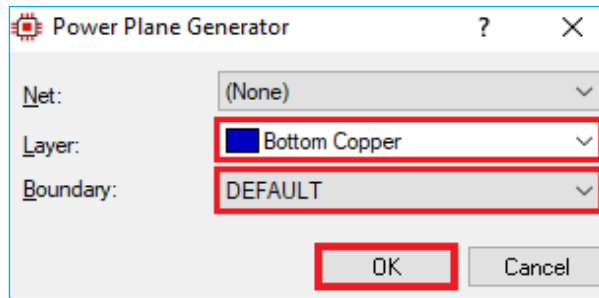 Power Plane Generator ?
Net: (None)
Layer: Bottom Copper
Boundary: DEFAULT
OK Cancel